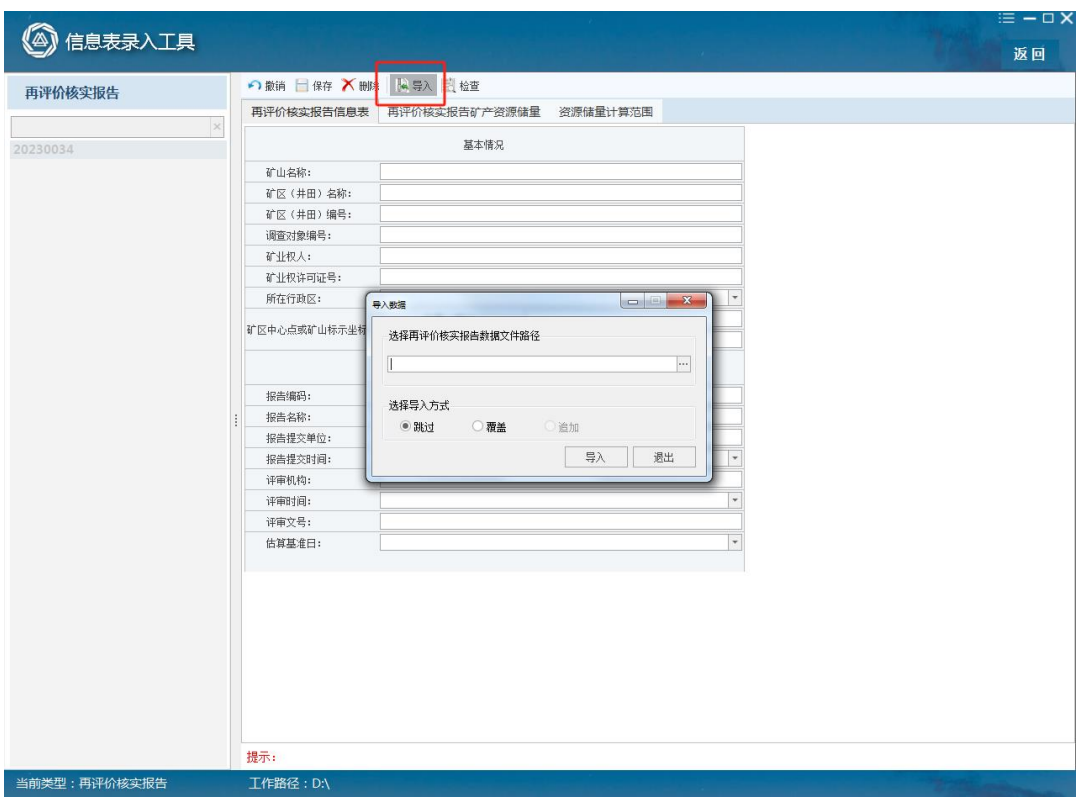 信息表录入工具
返回
再评价核实报告
20230034
撤消 保存 删除 导入 检查
再评价核实报告信息表 再评价核实报告矿产资源储量 资源储量计算范围
基本情况
矿山名称:
矿区（井田）名称:
矿区（井田）编号:
调查对象编号:
矿业权人:
矿业权许可证号:
所在行政区:
矿区中心点或矿山标示坐标
导入数据
选择再评价核实报告数据文件路径
...
选择导入方式
跳过 覆盖 追加
导入 退出
报告编码:
报告名称:
报告提交单位:
报告提交时间:
评审机构:
评审时间:
评审文号:
估算基准日:
提示:
当前类型：再评价核实报告 工作路径：D:\